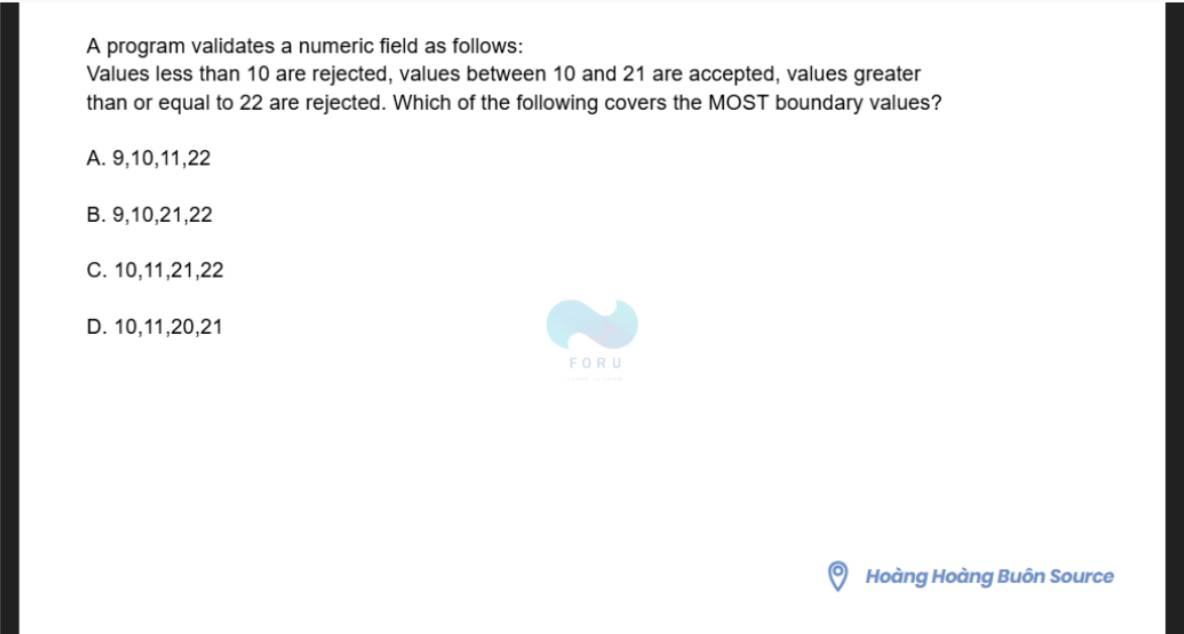 A program validates a numeric field as follows:
Values less than 10 are rejected, values between 10 and 21 are accepted, values greater
than or equal to 22 are rejected. Which of the following covers the MOST boundary values?
A. 9,10,11,22
B. 9,10,21,22
C. 10,11,21,22
D. 10,11,20,21
FORU
Hoàng Hoàng Buôn Source